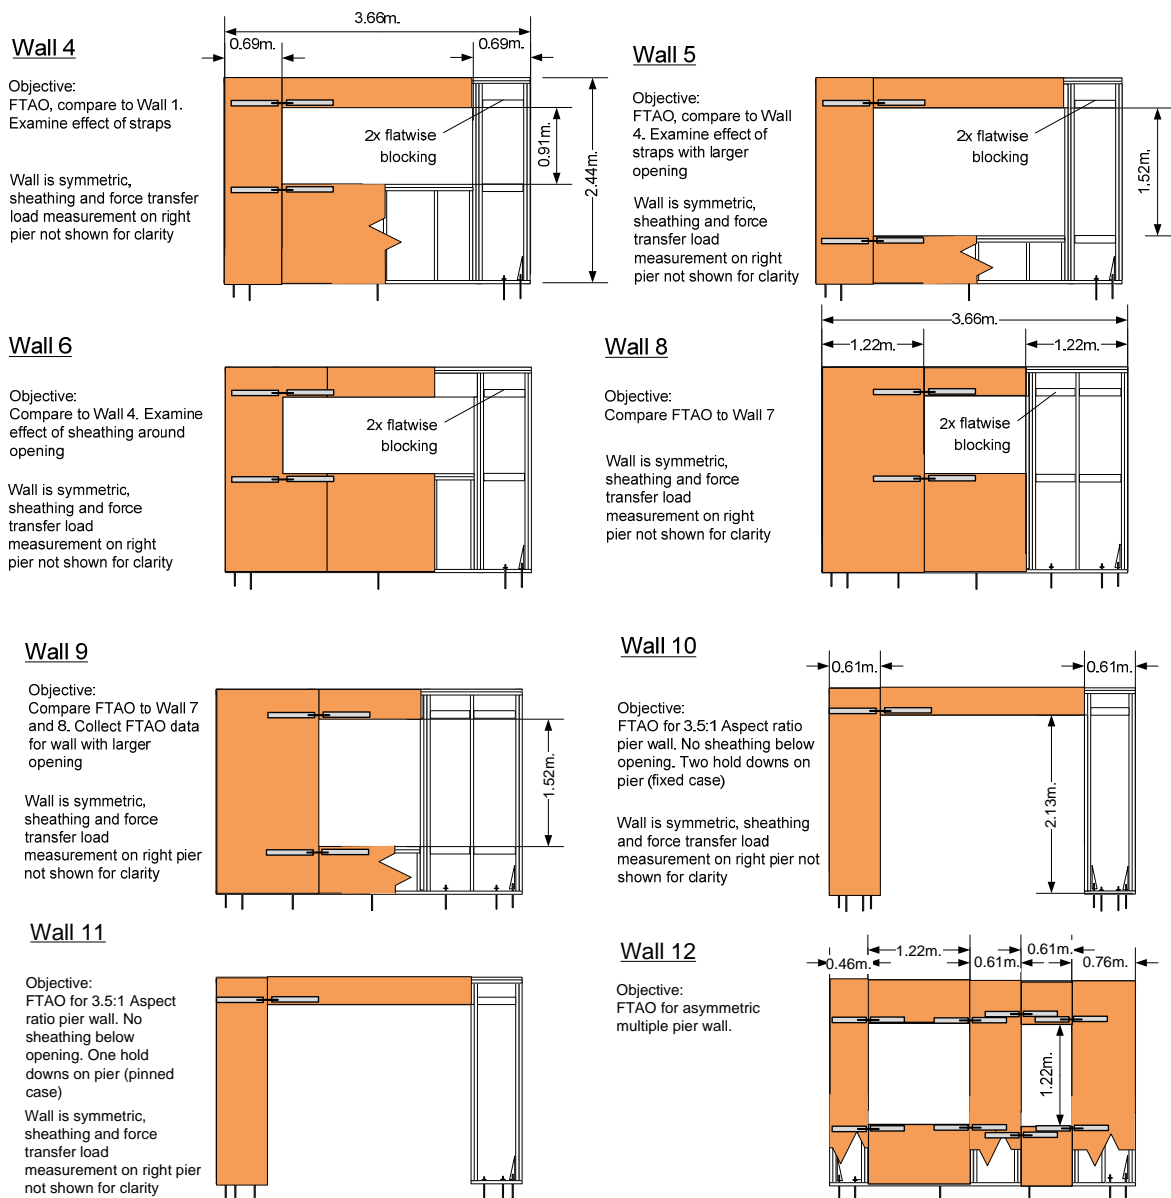 Wall 4
Objective:
FTAO, compare to Wall 1.
Examine effect of straps
Wall is symmetric,
sheathing and force transfer
load measurement on right
pier not shown for clarity
3.66m.
0.69m.
0.69m.
2x flatwise
blocking
0.91m.
2.44m.
Wall 5
Objective:
FTAO, compare to Wall
4. Examine effect of
straps with larger
opening
Wall is symmetric,
sheathing and force
transfer load
measurement on right
pier not shown for clarity
2x flatwise
blocking
1.52m.
Wall 6
Objective:
Compare to Wall 4. Examine
effect of sheathing around
opening
Wall is symmetric,
sheathing and force
transfer load
measurement on right
pier not shown for clarity
2x flatwise
blocking
Wall 8
Objective:
Compare FTAO to Wall 7
Wall is symmetric,
sheathing and force
transfer load
measurement on right
pier not shown for clarity
3.66m.
1.22m.
1.22m.
2x flatwise
blocking
Wall 9
Objective:
Compare FTAO to Wall 7
and 8. Collect FTAO data
for wall with larger
opening
Wall is symmetric,
sheathing and force
transfer load
measurement on right pier
not shown for clarity
1.52m.
Wall 10
Objective:
FTAO for 3.5:1 Aspect ratio
pier wall. No sheathing below
opening. Two hold downs on
pier (fixed case)
Wall is symmetric, sheathing
and force transfer load
measurement on right pier not
shown for clarity
0.61m.
0.61m.
2.13m.
Wall 11
Objective:
FTAO for 3.5:1 Aspect
ratio pier wall. No
sheathing below
opening. One hold
downs on pier (pinned
case)
Wall is symmetric,
sheathing and force
transfer load
measurement on right pier
not shown for clarity
Wall 12
Objective:
FTAO for asymmetric
multiple pier wall.
1.22m.
0.61m.
0.46m.
0.61m.
0.76m.
1.22m.